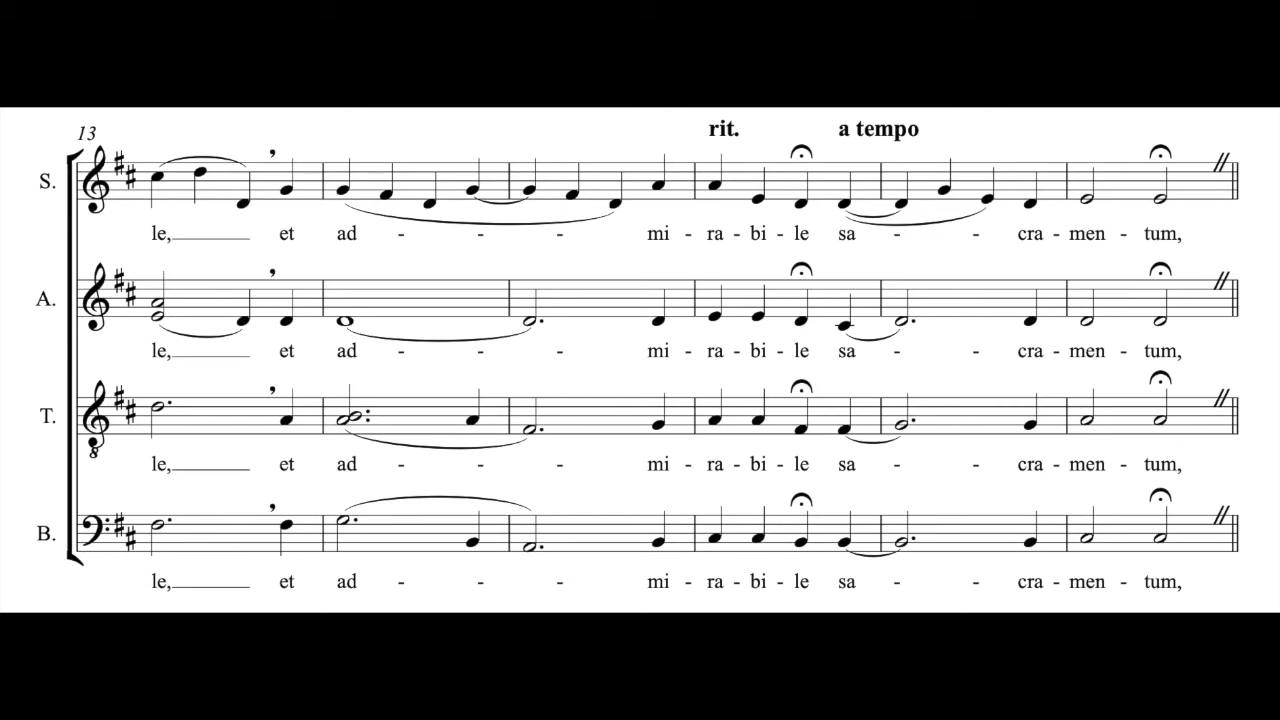 13
rit. a tempo
S.
le, et ad - - - mi - ra - bi - le sa - - cra - men - tum,
A.
le, et ad - - - mi - ra - bi - le sa - - cra - men - tum,
T.
8
le, et ad - - - mi - ra - bi - le sa - - cra - men - tum,
B.
le, et ad - - - mi - ra - bi - le sa - - cra - men - tum,